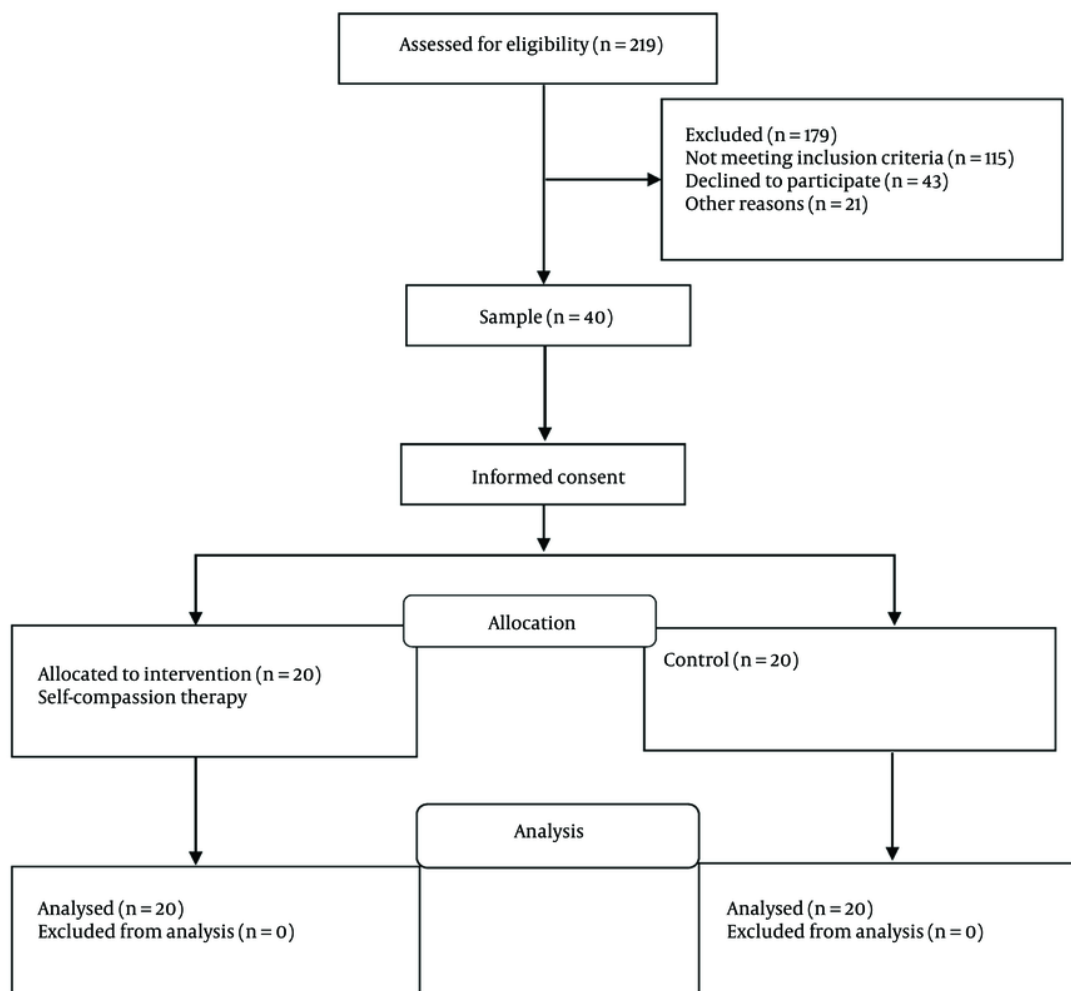 Assessed for eligibility (n = 219)
Excluded (n = 179)
Not meeting inclusion criteria (n = 115)
Declined to participate (n = 43)
Other reasons (n = 21)
Sample (n = 40)
Informed consent
Allocation
Allocated to intervention (n = 20)
Self-compassion therapy
Control (n = 20)
Analysis
Analysed (n = 20)
Excluded from analysis (n = 0)
Analysed (n = 20)
Excluded from analysis (n = 0)